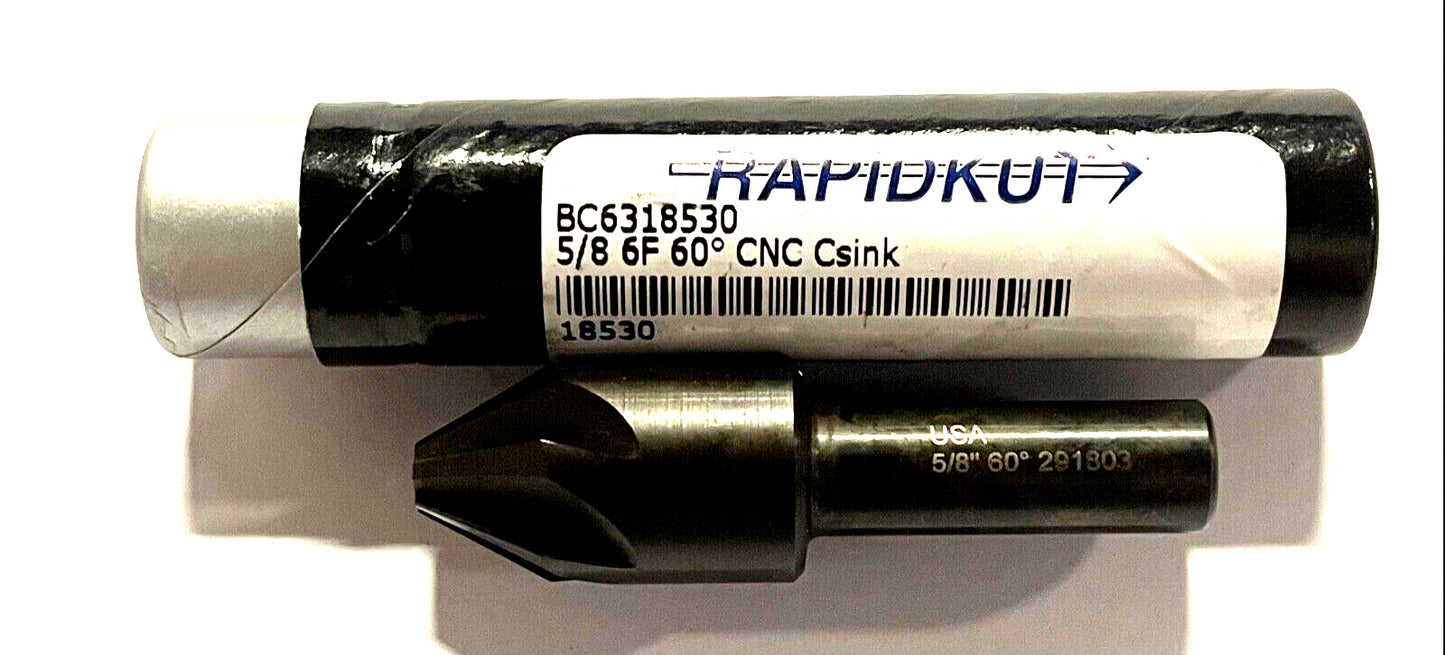 RAPIDKUT
BC6318530
5/8 6F 60° CNC Csink
18530
USA
5/8" 60° 291803